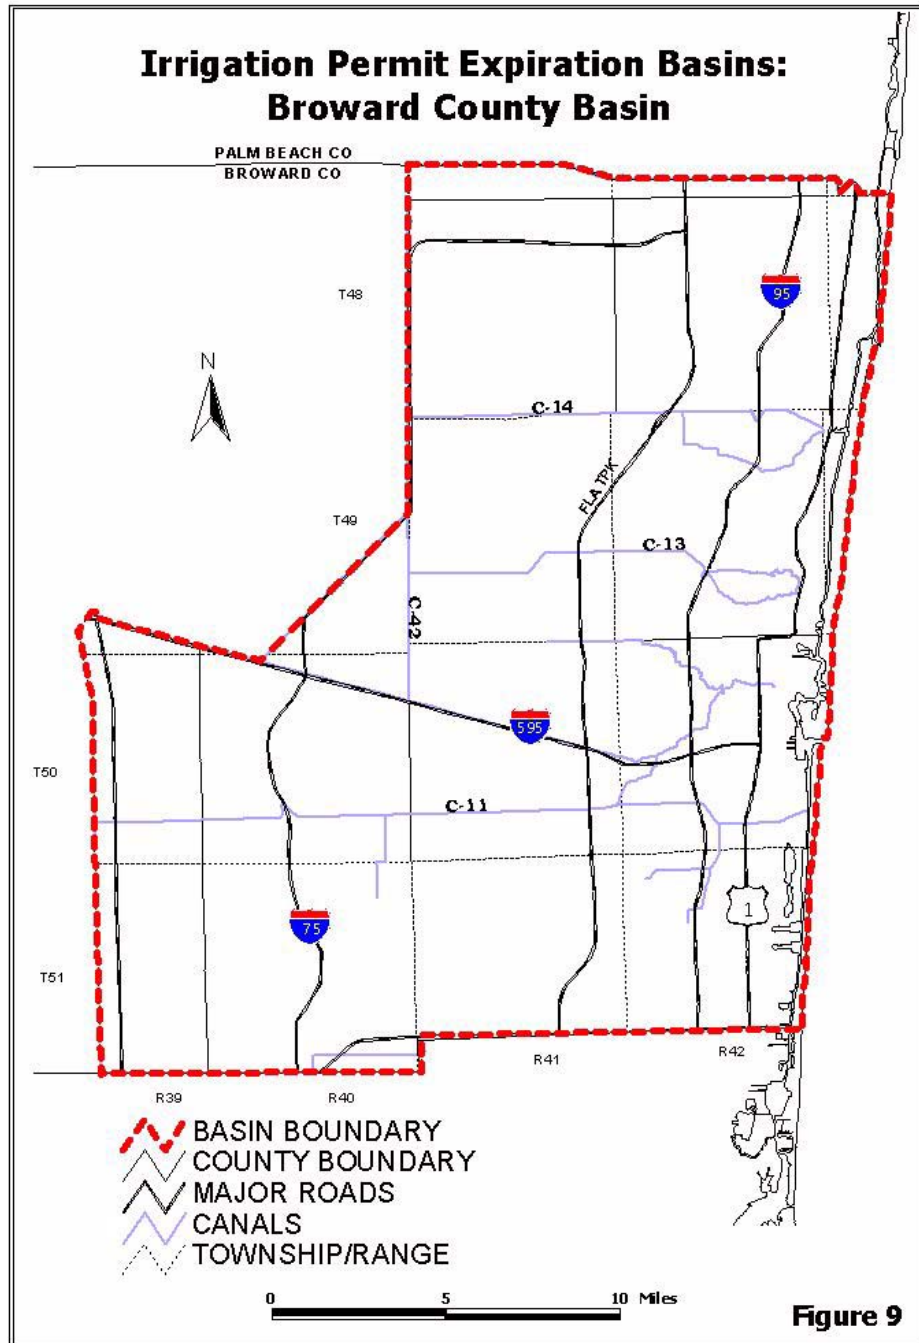 Irrigation Permit Expiration Basins:
Broward County Basin
PALM BEACH CO
BROWARD CO
T48
95
N
C-14
FLA TPK
T49
C-13
C-42
595
T50
C-11
1
75
T51
R41
R42
R39
R40
BASIN BOUNDARY
COUNTY BOUNDARY
MAJOR ROADS
CANALS
TOWNSHIP/RANGE
0 5 10 Miles
Figure 9